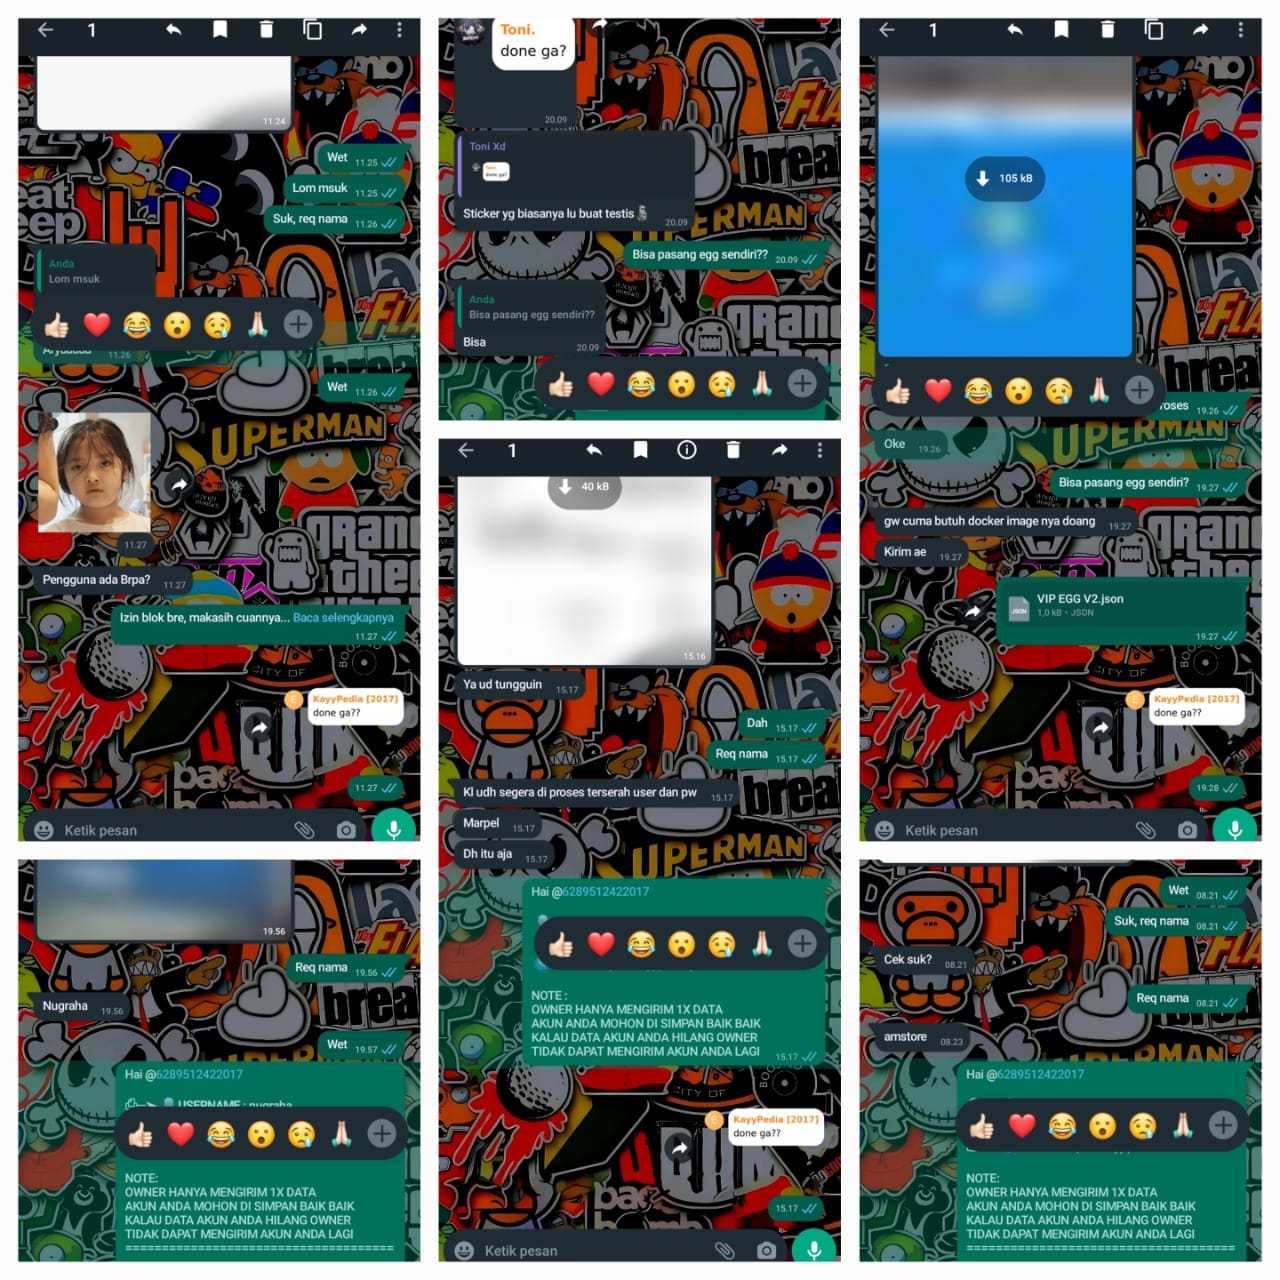 1
11.24
Wet 11.25
Lom msuk 11.25
Suk, req nama 11.26
Anda
Lom msuk
11.26
Wet 11.26
11.27
Pengguna ada Brpa? 11.27
Izin blok bre, makasih cuannya... Baca selengkapnya
11.27
KayyPedia [2017]
done ga??
11.27
Ketik pesan
Toni.
done ga?
20.09
Toni Xd
Toni.
done ga?
Sticker yg biasanya lu buat testis 🗿
20.09
Bisa pasang egg sendiri?? 20.09
Anda
Bisa pasang egg sendiri??
Bisa
20.09
1
105 kB
roses 19.26
Oke 19.26
Bisa pasang egg sendiri? 19.27
gw cuma butuh docker image nya doang 19.27
Kirim ae 19.27
JSON
VIP EGG V2.json
1,0 kB • JSON
19.27
KayyPedia [2017]
done ga??
19.28
Ketik pesan
1
40 kB
15.16
Ya ud tungguin 15.17
Dah 15.17
Req nama 15.17
Kl udh segera di proses terserah user dan pw 15.17
Marpel 15.17
Dh itu aja 15.17
Hai @6289512422017
NOTE :
OWNER HANYA MENGIRIM 1X DATA
AKUN ANDA MOHON DI SIMPAN BAIK BAIK
KALAU DATA AKUN ANDA HILANG OWNER
TIDAK DAPAT MENGIRIM AKUN ANDA LAGI
15.17
KayyPedia [2017]
done ga??
15.17
Ketik pesan
19.56
Req nama 19.56
Nugraha 19.56
Wet 19.57
Hai @6289512422017
USERNAME : nugraha
NOTE:
OWNER HANYA MENGIRIM 1X DATA
AKUN ANDA MOHON DI SIMPAN BAIK BAIK
KALAU DATA AKUN ANDA HILANG OWNER
TIDAK DAPAT MENGIRIM AKUN ANDA LAGI
Wet 08.21
Suk, req nama 08.21
Cek suk? 08.21
Req nama 08.21
amstore 08.23
Hai @6289512422017
NOTE:
OWNER HANYA MENGIRIM 1X DATA
AKUN ANDA MOHON DI SIMPAN BAIK BAIK
KALAU DATA AKUN ANDA HILANG OWNER
TIDAK DAPAT MENGIRIM AKUN ANDA LAGI